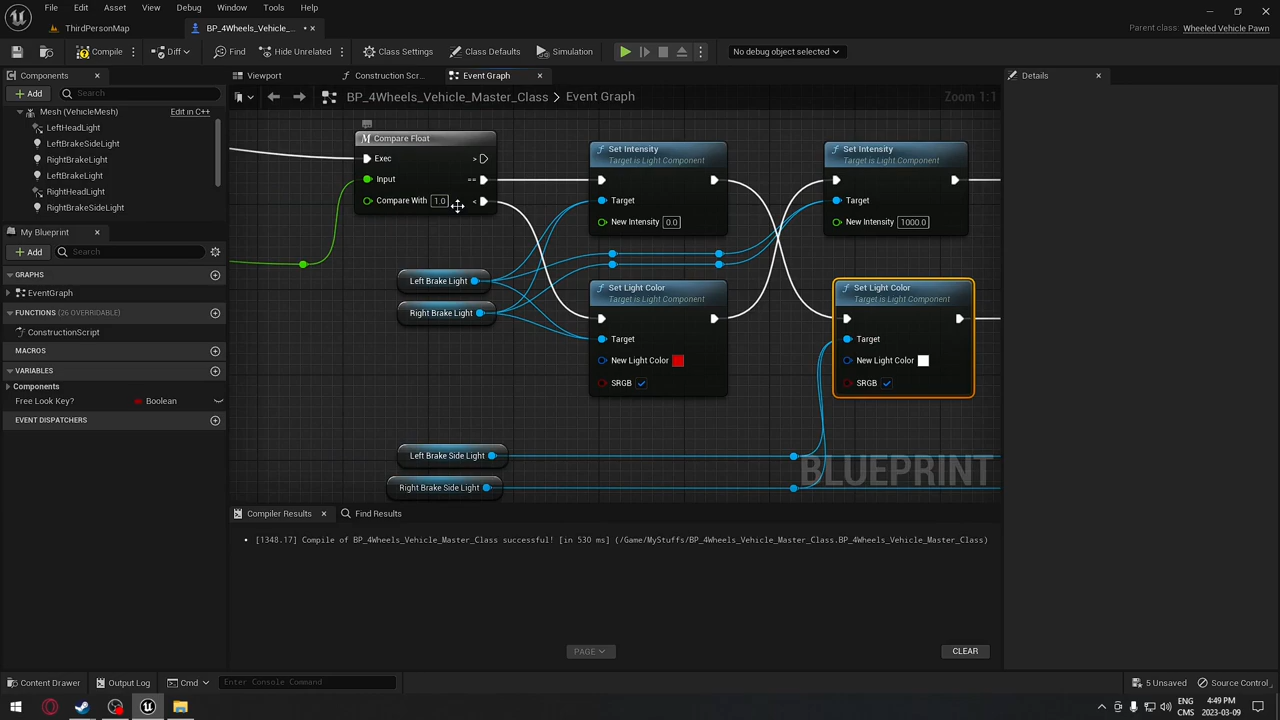 File Edit Asset View Debug Window Tools Help
ThirdPersonMap
BP_4Wheels_Vehicle_...
Parent class: Wheeled Vehicle Pawn
Compile
Diff
Find
Hide Unrelated
Class Settings
Class Defaults
Simulation
No debug object selected
Components
Viewport
Construction Scr...
Event Graph
Details
Add
Search
BP_4Wheels_Vehicle_Master_Class > Event Graph
Zoom 1:1
Mesh (VehicleMesh)
Edit in C++
LeftHeadLight
LeftBrakeSideLight
RightBrakeLight
LeftBrakeLight
RightHeadLight
RightBrakeSideLight
My Blueprint
Add
Search
GRAPHS
EventGraph
FUNCTIONS (26 OVERRIDABLE)
ConstructionScript
MACROS
VARIABLES
Components
Free Look Key?
Boolean
EVENT DISPATCHERS
Compare Float
Exec
>
Input
==
Compare With 1.0
<
Set Intensity
Target is Light Component
Target
New Intensity 0.0
Set Intensity
Target is Light Component
Target
New Intensity 1000.0
Left Brake Light
Right Brake Light
Set Light Color
Target is Light Component
Target
New Light Color
SRGB
Set Light Color
Target is Light Component
Target
New Light Color
SRGB
Left Brake Side Light
Right Brake Side Light
BLUEPRINT
Compiler Results
Find Results
[1348.17] Compile of BP_4Wheels_Vehicle_Master_Class successful! [in 530 ms] (/Game/MyStuffs/BP_4Wheels_Vehicle_Master_Class.BP_4Wheels_Vehicle_Master_Class)
PAGE
CLEAR
Content Drawer
Output Log
Cmd
Enter Console Command
5 Unsaved
Source Control
ENG
CMS
4:49 PM
2023-03-09